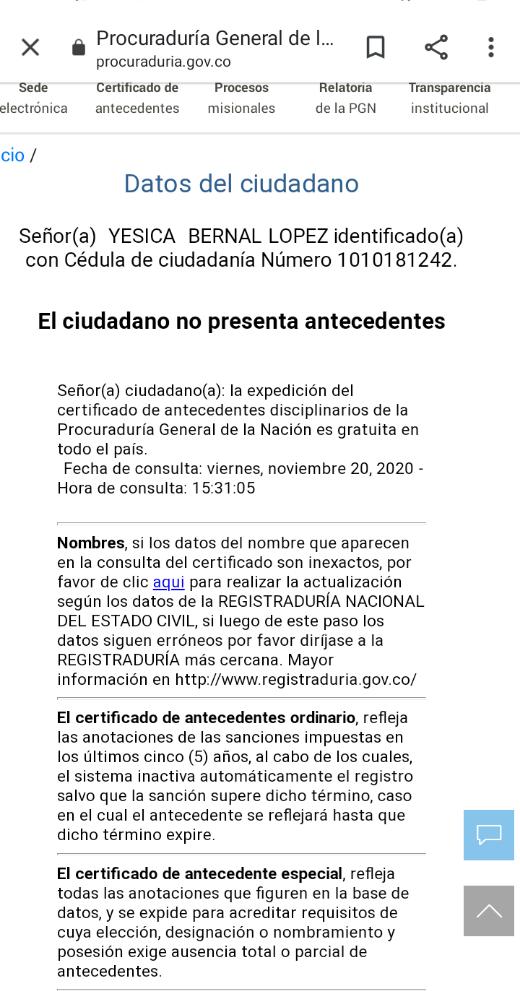 Procuraduría General de l...
procuraduria.gov.co
Sede Certificado de Procesos Relatoría Transparencia
electrónica antecedentes misionales de la PGN institucional
cio /
Datos del ciudadano
Señor(a) YESICA BERNAL LOPEZ identificado(a)
con Cédula de ciudadanía Número 1010181242.
El ciudadano no presenta antecedentes
Señor(a) ciudadano(a): la expedición del
certificado de antecedentes disciplinarios de la
Procuraduría General de la Nación es gratuita en
todo el país.
Fecha de consulta: viernes, noviembre 20, 2020 -
Hora de consulta: 15:31:05
Nombres, si los datos del nombre que aparecen
en la consulta del certificado son inexactos, por
favor de clic aqui para realizar la actualización
según los datos de la REGISTRADURÍA NACIONAL
DEL ESTADO CIVIL, si luego de este paso los
datos siguen erróneos por favor diríjase a la
REGISTRADURÍA más cercana. Mayor
información en http://www.registraduria.gov.co/
El certificado de antecedentes ordinario, refleja
las anotaciones de las sanciones impuestas en
los últimos cinco (5) años, al cabo de los cuales,
el sistema inactiva automáticamente el registro
salvo que la sanción supere dicho término, caso
en el cual el antecedente se reflejará hasta que
dicho término expire.
El certificado de antecedente especial, refleja
todas las anotaciones que figuren en la base de
datos, y se expide para acreditar requisitos de
cuya elección, designación o nombramiento y
posesión exige ausencia total o parcial de
antecedentes.